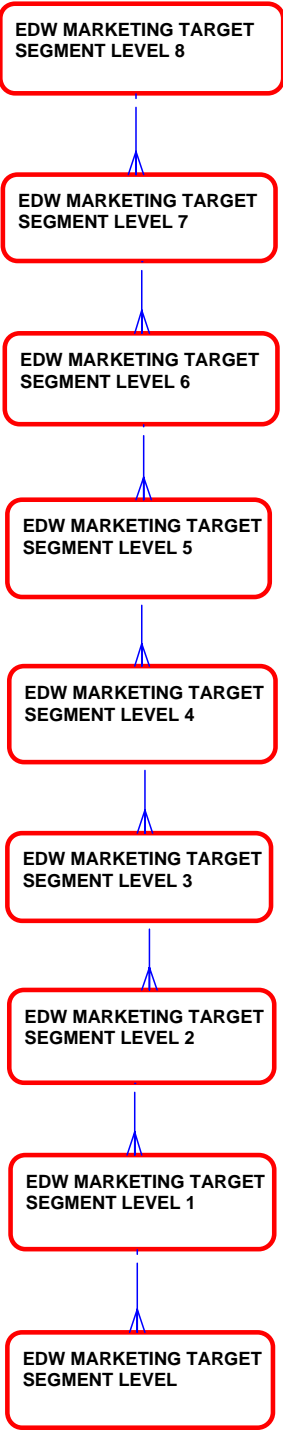 EDW MARKETING TARGET
SEGMENT LEVEL 8
EDW MARKETING TARGET
SEGMENT LEVEL 7
EDW MARKETING TARGET
SEGMENT LEVEL 6
EDW MARKETING TARGET
SEGMENT LEVEL 5
EDW MARKETING TARGET
SEGMENT LEVEL 4
EDW MARKETING TARGET
SEGMENT LEVEL 3
EDW MARKETING TARGET
SEGMENT LEVEL 2
EDW MARKETING TARGET
SEGMENT LEVEL 1
EDW MARKETING TARGET
SEGMENT LEVEL